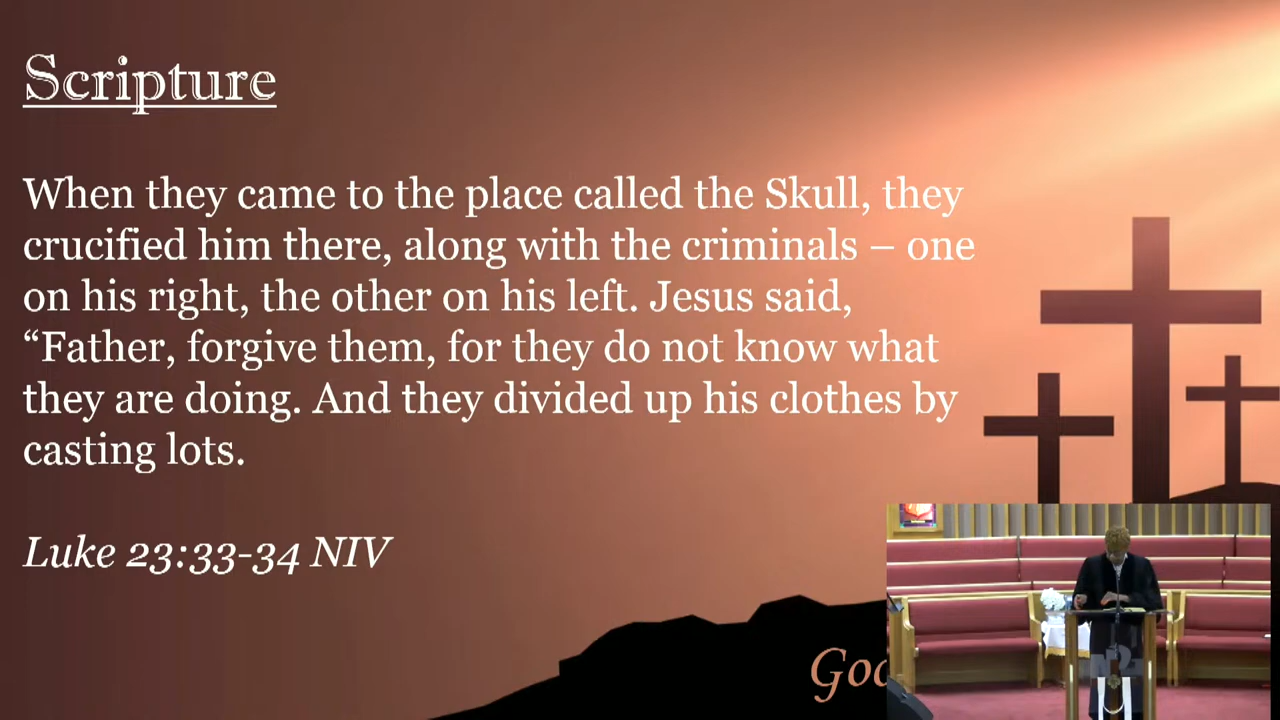 Scripture
When they came to the place called the Skull, they
crucified him there, along with the criminals – one
on his right, the other on his left. Jesus said,
“Father, forgive them, for they do not know what
they are doing. And they divided up his clothes by
casting lots.
Luke 23:33-34 NIV